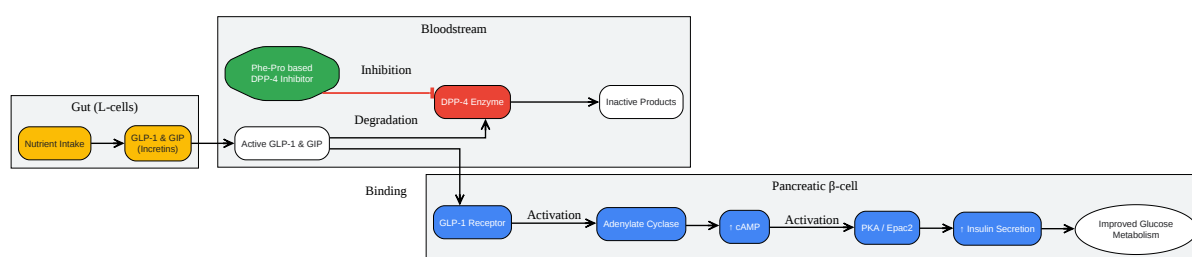 Bloodstream
Phe-Pro based
DPP-4 Inhibitor
Inhibition
DPP-4 Enzyme
Inactive Products
Gut (L-cells)
Degradation
Nutrient Intake
GLP-1 & GIP
(Incretins)
Active GLP-1 & GIP
Binding
Pancreatic β-cell
GLP-1 Receptor
Activation
Adenylate Cyclase
↑ cAMP
Activation
PKA / Epac2
↑ Insulin Secretion
Improved Glucose
Metabolism